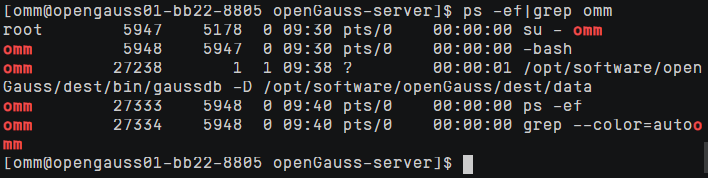 [omm@opengauss01-bb22-8805 openGauss-server]$ ps -ef|grep omm
root 5947 5178 0 09:30 pts/0 00:00:00 su - omm
omm 5948 5947 0 09:30 pts/0 00:00:00 -bash
omm 27238 1 1 09:38 ? 00:00:01 /opt/software/open
Gauss/dest/bin/gaussdb -D /opt/software/openGauss/dest/data
omm 27333 5948 0 09:40 pts/0 00:00:00 ps -ef
omm 27334 5948 0 09:40 pts/0 00:00:00 grep --color=autoo
mm
[omm@opengauss01-bb22-8805 openGauss-server]$